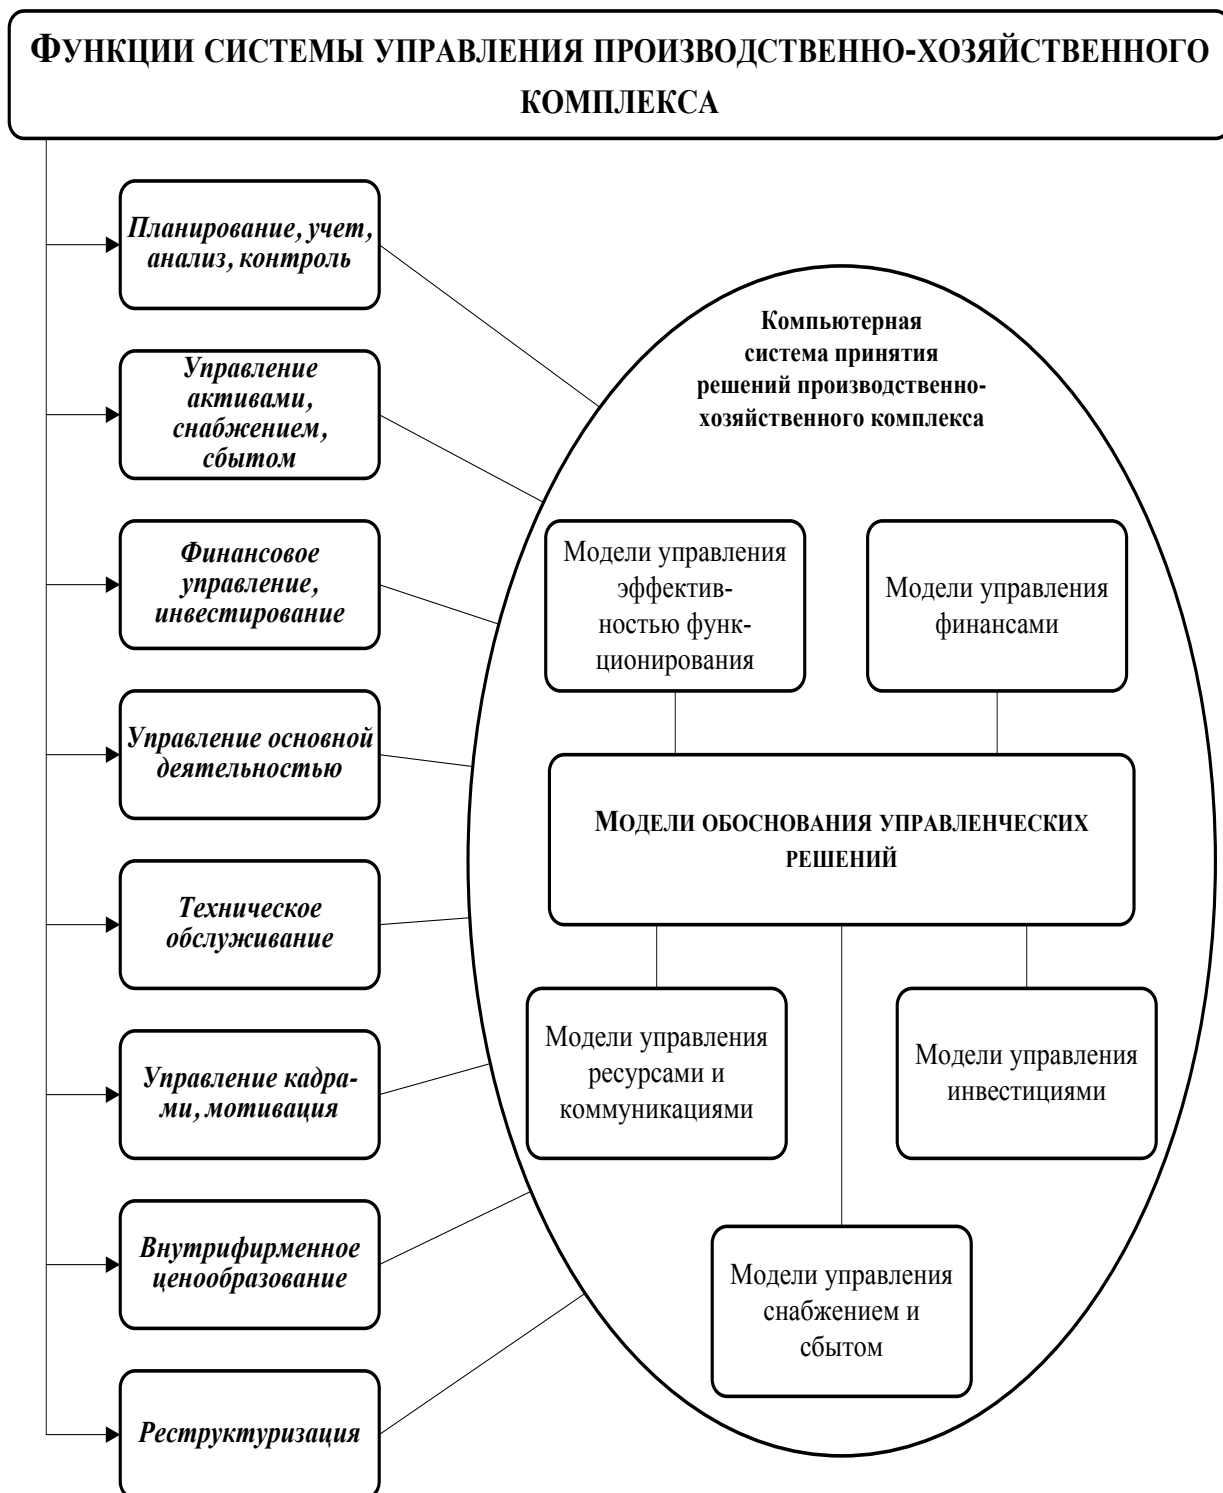 ФУНКЦИИ СИСТЕМЫ УПРАВЛЕНИЯ ПРОИЗВОДСТВЕННО-ХОЗЯЙСТВЕННОГО
КОМПЛЕКСА
Планирование, учет,
анализ, контроль
Управление
активами,
снабжением,
сбытом
Финансовое
управление,
инвестирование
Управление основной
деятельностью
Техническое
обслуживание
Управление кадра-
ми, мотивация
Внутрифирменное
ценообразование
Реструктуризация
Компьютерная
система принятия
решений производственно-
хозяйственного комплекса
Модели управления
эффектив-
ностью функ-
ционирования
Модели управления
финансами
МОДЕЛИ ОБОСНОВАНИЯ УПРАВЛЕНЧЕСКИХ
РЕШЕНИЙ
Модели управления
ресурсами и
коммуникациями
Модели управления
инвестициями
Модели управления
снабжением и
сбытом